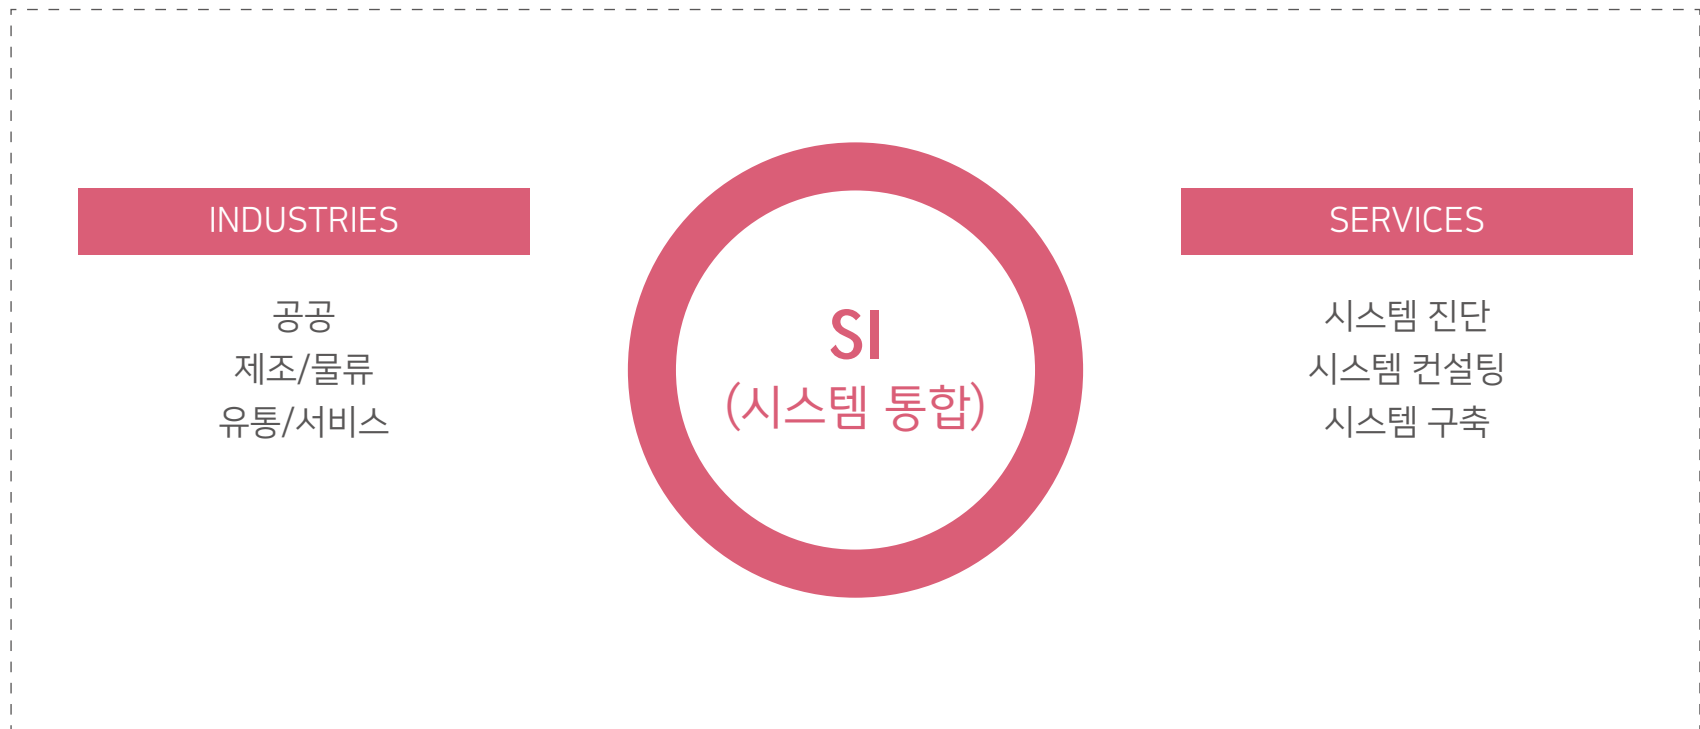 INDUSTRIES
공공
제조/물류
유통/서비스
SI
(시스템 통합)
SERVICES
시스템 진단
시스템 컨설팅
시스템 구축